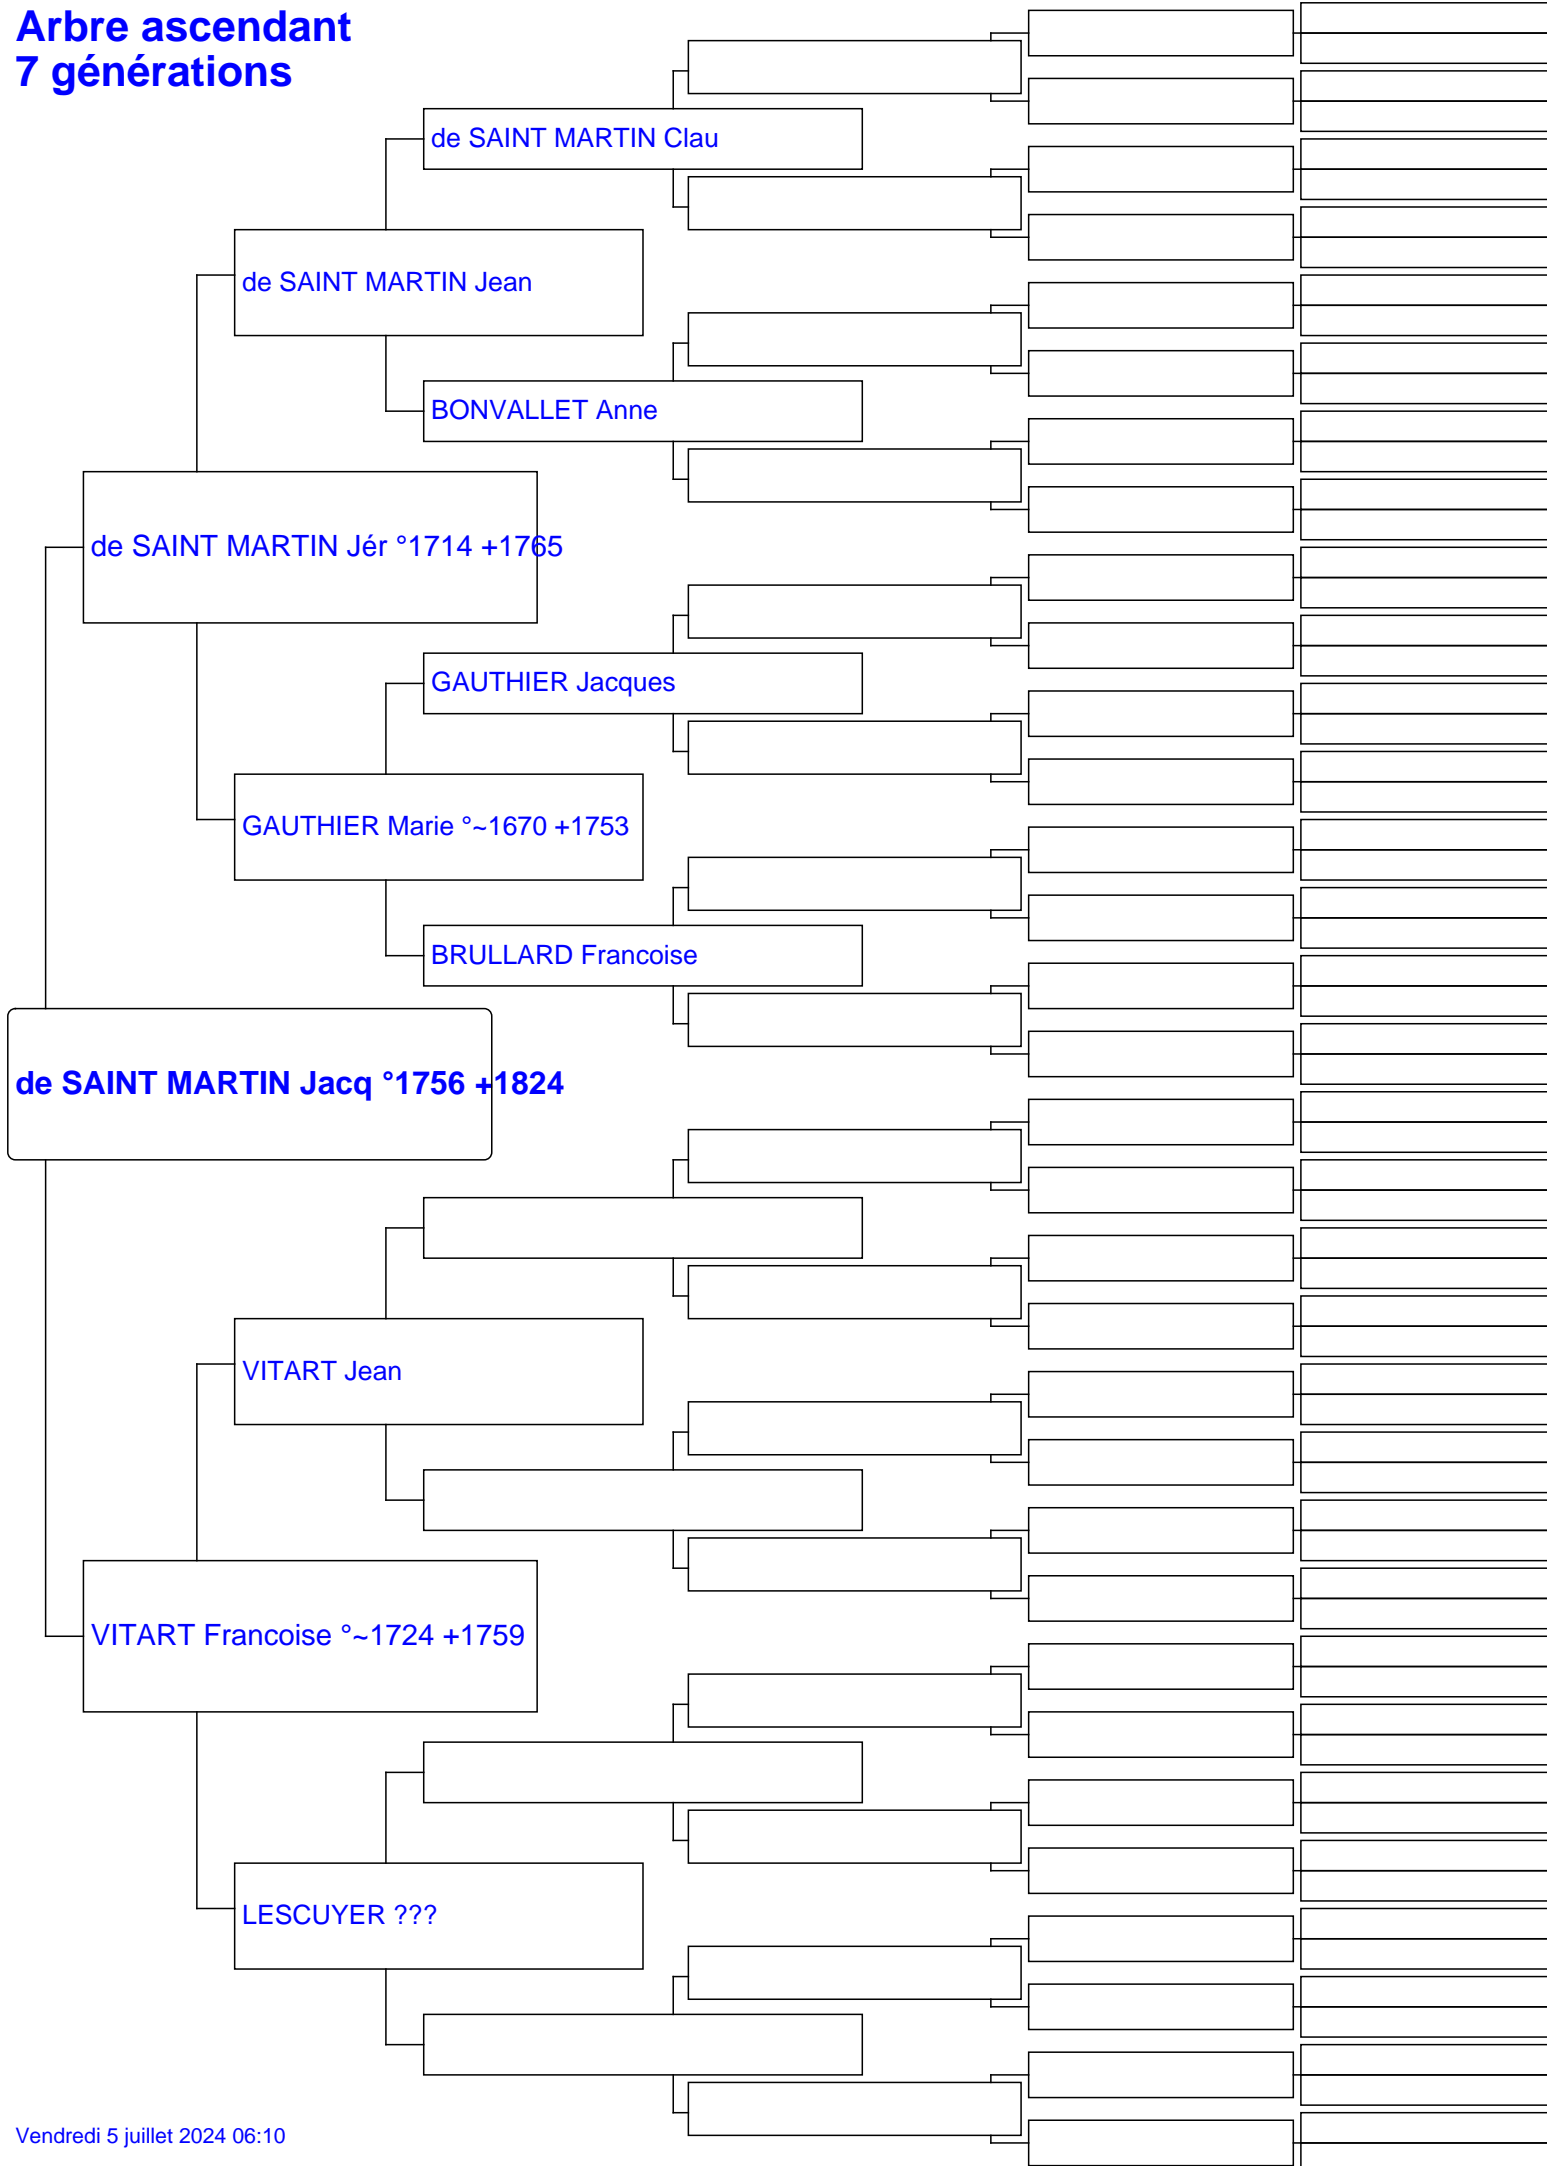 Arbre ascendant
7 générations
de SAINT MARTIN Clau
de SAINT MARTIN Jean
BONVALLET Anne
de SAINT MARTIN Jér °1714 +1765
GAUTHIER Jacques
GAUTHIER Marie °~1670 +1753
BRULLARD Francoise
de SAINT MARTIN Jacq °1756 +1824
VITART Jean
VITART Francoise °~1724 +1759
LESCUYER ???
Vendredi 5 juillet 2024 06:10